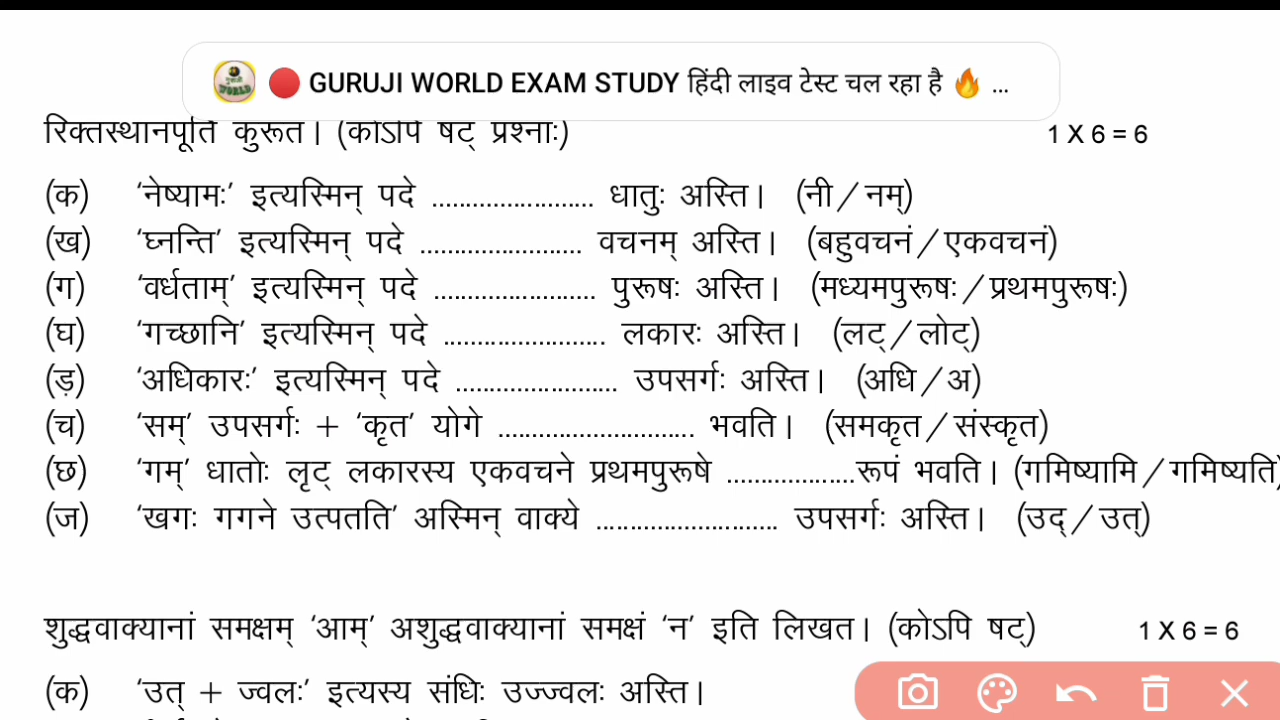 WORLD
🔴 GURUJI WORLD EXAM STUDY हिंदी लाइव टेस्ट चल रहा है 🔥 ...
रिक्तस्थानपूर्ति कुरूत। (कोऽपि षट् प्रश्नाः) 1 X 6 = 6
(क) ‘नेष्यामः’ इत्यस्मिन् पदे ........................ धातुः अस्ति। (नी/नम्)
(ख) ‘घ्नन्ति’ इत्यस्मिन् पदे ........................ वचनम् अस्ति। (बहुवचनं/एकवचनं)
(ग) ‘वर्धताम्’ इत्यस्मिन् पदे ........................ पुरूषः अस्ति। (मध्यमपुरूषः/प्रथमपुरूषः)
(घ) ‘गच्छानि’ इत्यस्मिन् पदे ........................ लकारः अस्ति। (लट्/लोट्)
(ड़) ‘अधिकारः’ इत्यस्मिन् पदे ........................ उपसर्गः अस्ति। (अधि/अ)
(च) ‘सम्’ उपसर्गः + ‘कृत’ योगे ............................. भवति। (समकृत/संस्कृत)
(छ) ‘गम्’ धातोः लृट् लकारस्य एकवचने प्रथमपुरूषे ...................रूपं भवति। (गमिष्यामि/गमिष्यति)
(ज) ‘खगः गगने उत्पतति’ अस्मिन् वाक्ये ........................... उपसर्गः अस्ति। (उद्/उत्)
शुद्धवाक्यानां समक्षम् ‘आम्’ अशुद्धवाक्यानां समक्षं ‘न’ इति लिखत। (कोऽपि षट्) 1 X 6 = 6
(क) ‘उत् + ज्वलः’ इत्यस्य संधिः उज्ज्वलः अस्ति।